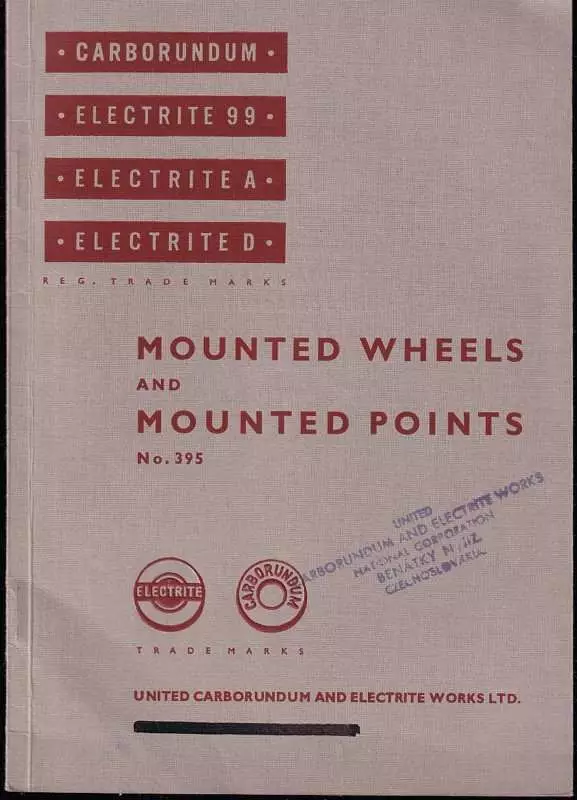 • CARBORUNDUM •
• ELECTRITE 99 •
• ELECTRITE A •
• ELECTRITE D •
REG. TRADE MARKS
MOUNTED WHEELS
AND
MOUNTED POINTS
No. 395
UNITED
CARBORUNDUM AND ELECTRITE WORKS
NATIONAL CORPORATION
BENATKY N/JIZ
CZECHOSLOVAKIA
ELECTRITE
CARBORUNDUM
TRADE MARKS
UNITED CARBORUNDUM AND ELECTRITE WORKS LTD.